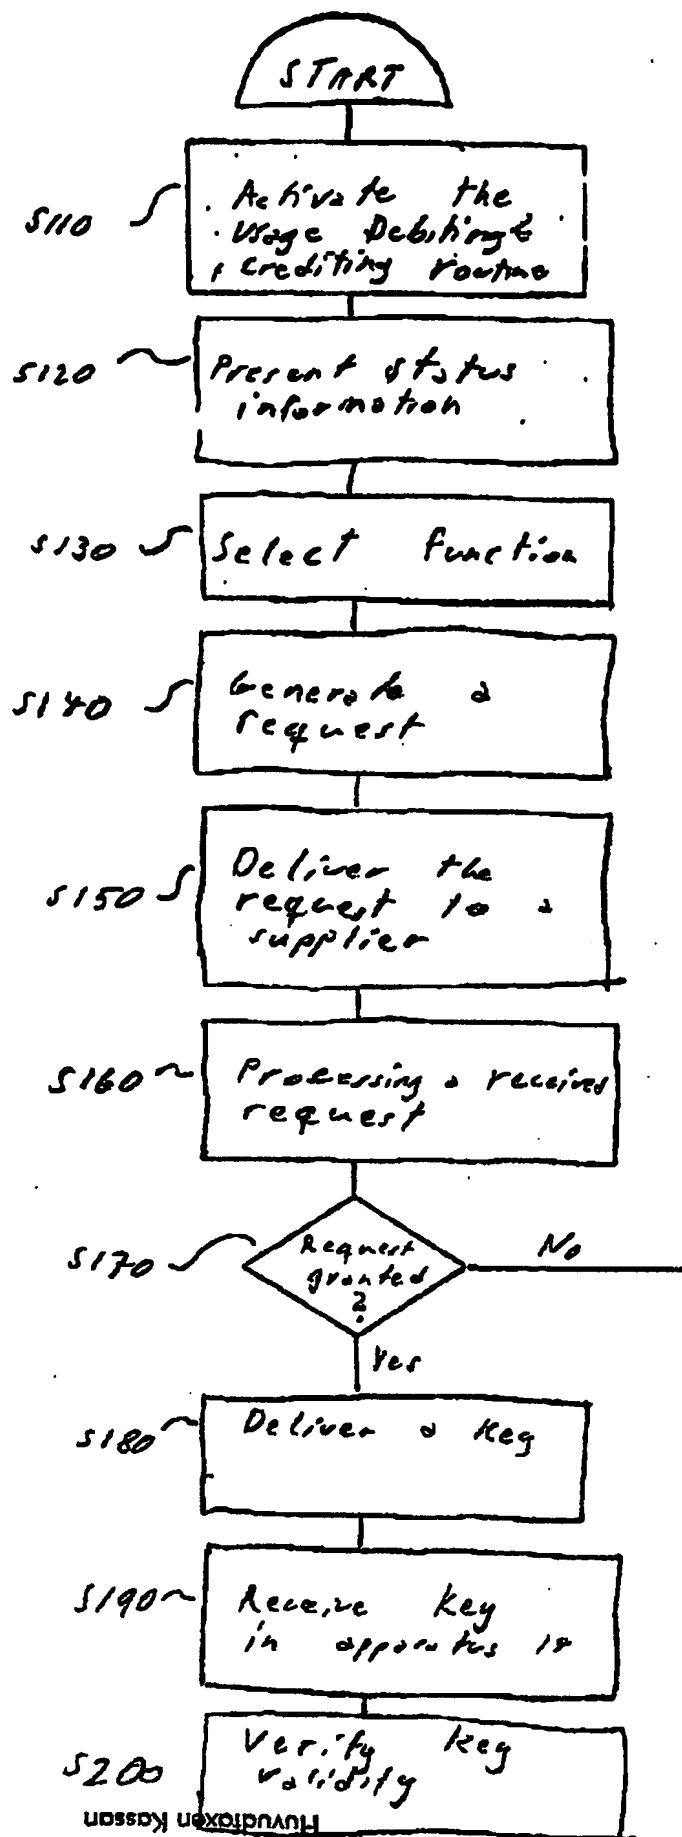 START
S110
Activate the
usage Debiting &
crediting routine
S120
Present status
information
S130
Select function
S140
Generate a
request
S150
Deliver the
request to a
supplier
S160
Processing a received
request
S170
Request
granted
?
No
Yes
S180
Deliver a key
S190
Receive key
in apparatus
S200
Verify key
validity
Huvudfaxen Kassan